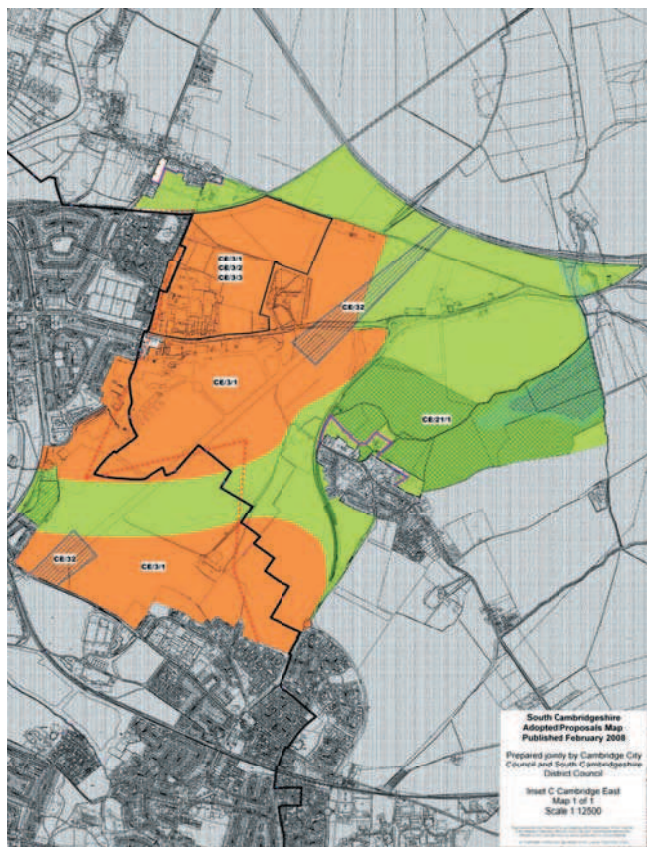 CE/3/1
CE/3/2
CE/3/3
CE/32
CE/3/1
CE/21/1
CE/32
CE/3/1
South Cambridgeshire
Adopted Proposals Map
Published February 2008
Prepared jointly by Cambridge City
Council and South Cambridgeshire
District Council
Inset C Cambridge East
Map 1 of 1
Scale 1:12500